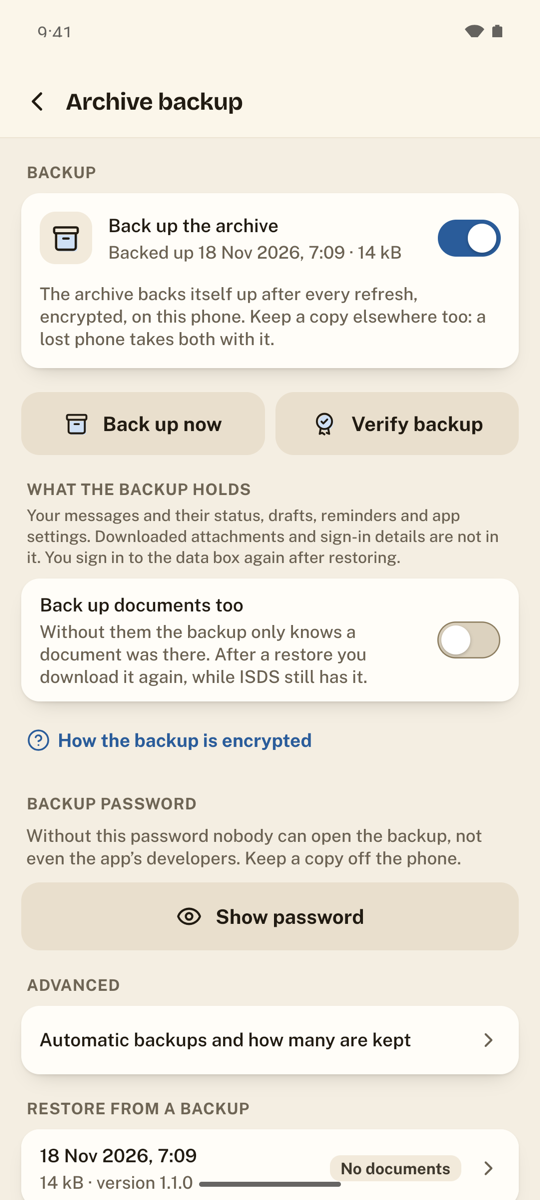 9:41
Archive backup
BACKUP
Back up the archive
Backed up 18 Nov 2026, 7:09 · 14 kB
The archive backs itself up after every refresh,
encrypted, on this phone. Keep a copy elsewhere too: a
lost phone takes both with it.
Back up now
Verify backup
WHAT THE BACKUP HOLDS
Your messages and their status, drafts, reminders and app
settings. Downloaded attachments and sign-in details are not in
it. You sign in to the data box again after restoring.
Back up documents too
Without them the backup only knows a
document was there. After a restore you
download it again, while ISDS still has it.
How the backup is encrypted
BACKUP PASSWORD
Without this password nobody can open the backup, not
even the app’s developers. Keep a copy off the phone.
Show password
ADVANCED
Automatic backups and how many are kept
RESTORE FROM A BACKUP
18 Nov 2026, 7:09
14 kB · version 1.1.0
No documents